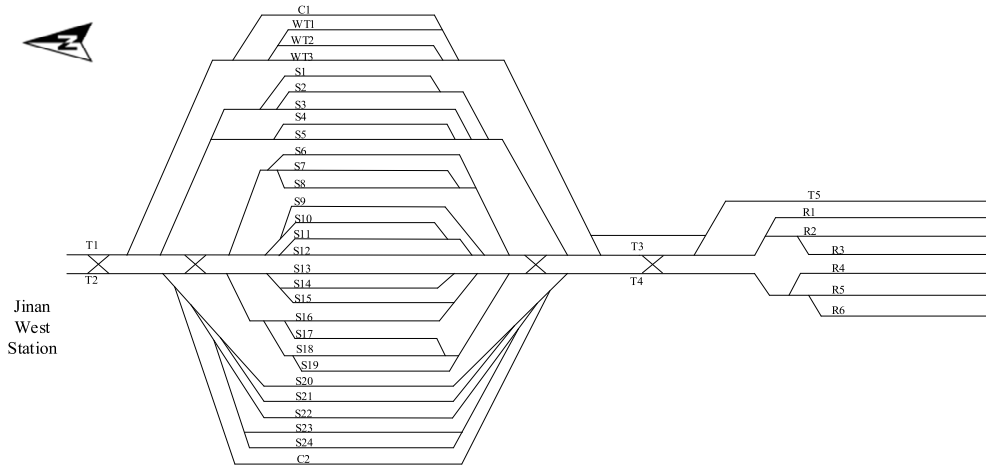 C1
WT1
N
WT2
WT3
S1
S2
S3
S4
S5
S6
S7
S8
S9
S10
S11
S12
T1
T2
S13
S14
S15
S16
S17
S18
S19
S20
S21
S22
S23
S24
C2
T3
T4
T5
R1
R2
R3
R4
R5
R6
Jinan
West
Station